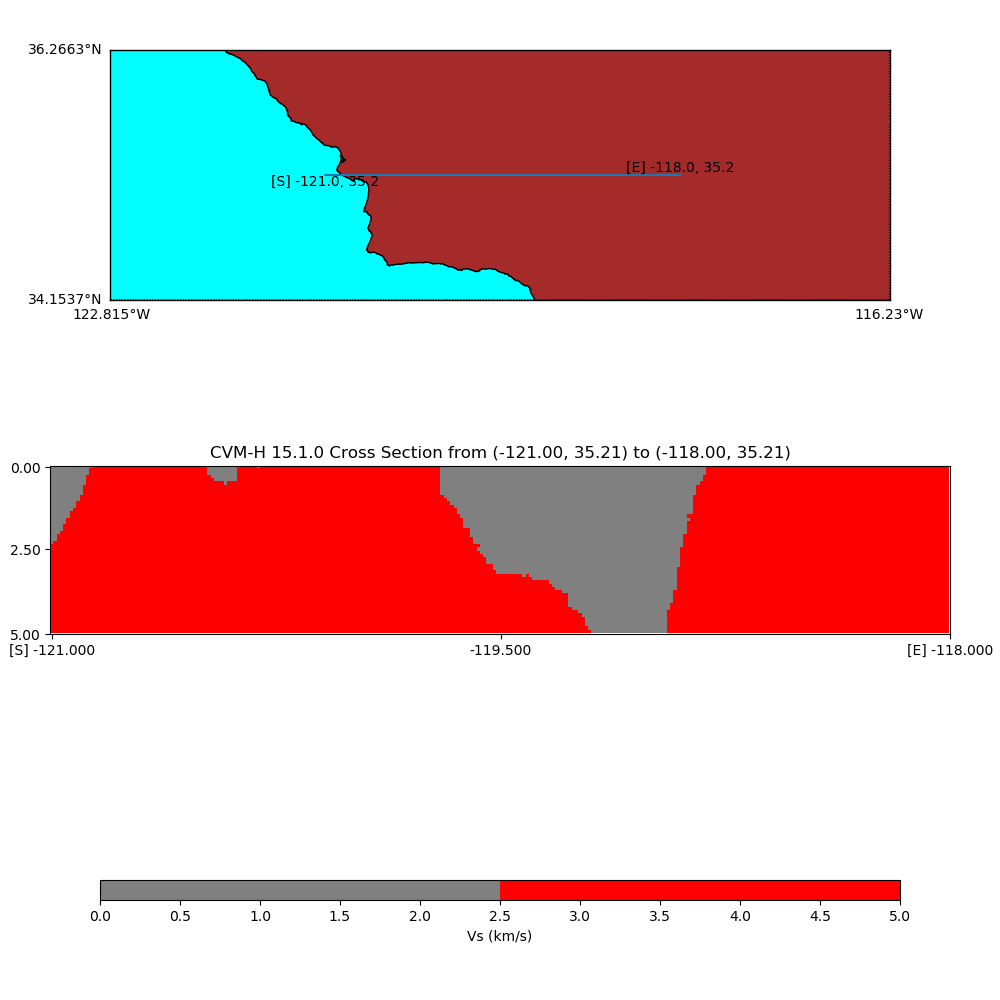 36.2663°N
[E] -118.0, 35.2
[S] -121.0, 35.2
34.1537°N
122.815°W 116.23°W
CVM-H 15.1.0 Cross Section from (-121.00, 35.21) to (-118.00, 35.21)
0.00
2.50
5.00
[S] -121.000 -119.500 [E] -118.000
0.0 0.5 1.0 1.5 2.0 2.5 3.0 3.5 4.0 4.5 5.0
Vs (km/s)